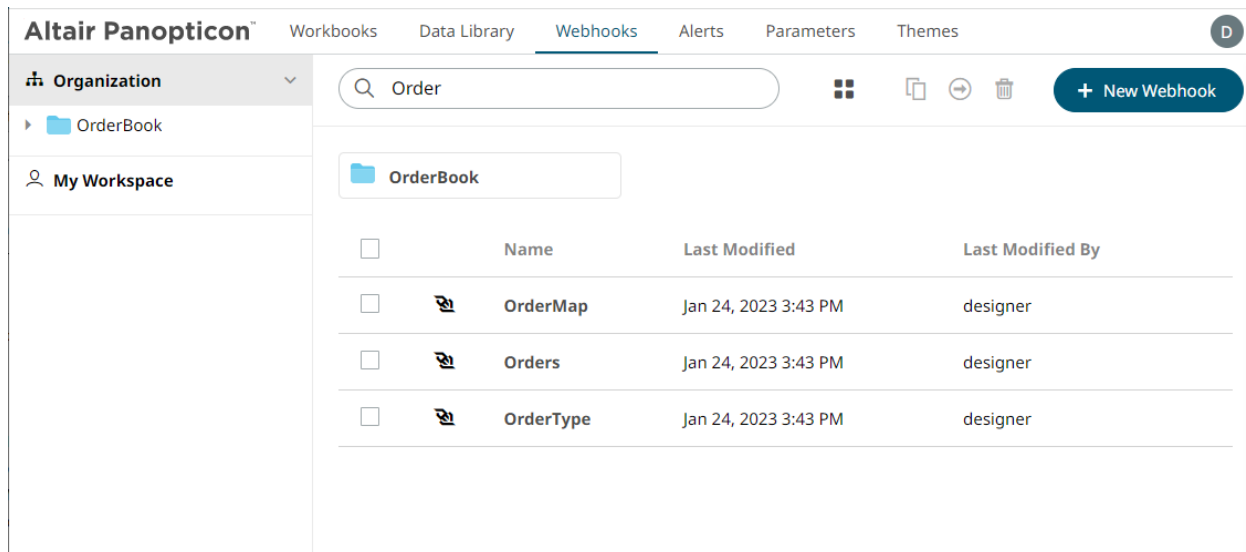 Altair Panopticon™ Workbooks Data Library Webhooks Alerts Parameters Themes D
Organization
OrderBook
My Workspace
Order
+ New Webhook
OrderBook
Name Last Modified Last Modified By
OrderMap Jan 24, 2023 3:43 PM designer
Orders Jan 24, 2023 3:43 PM designer
OrderType Jan 24, 2023 3:43 PM designer